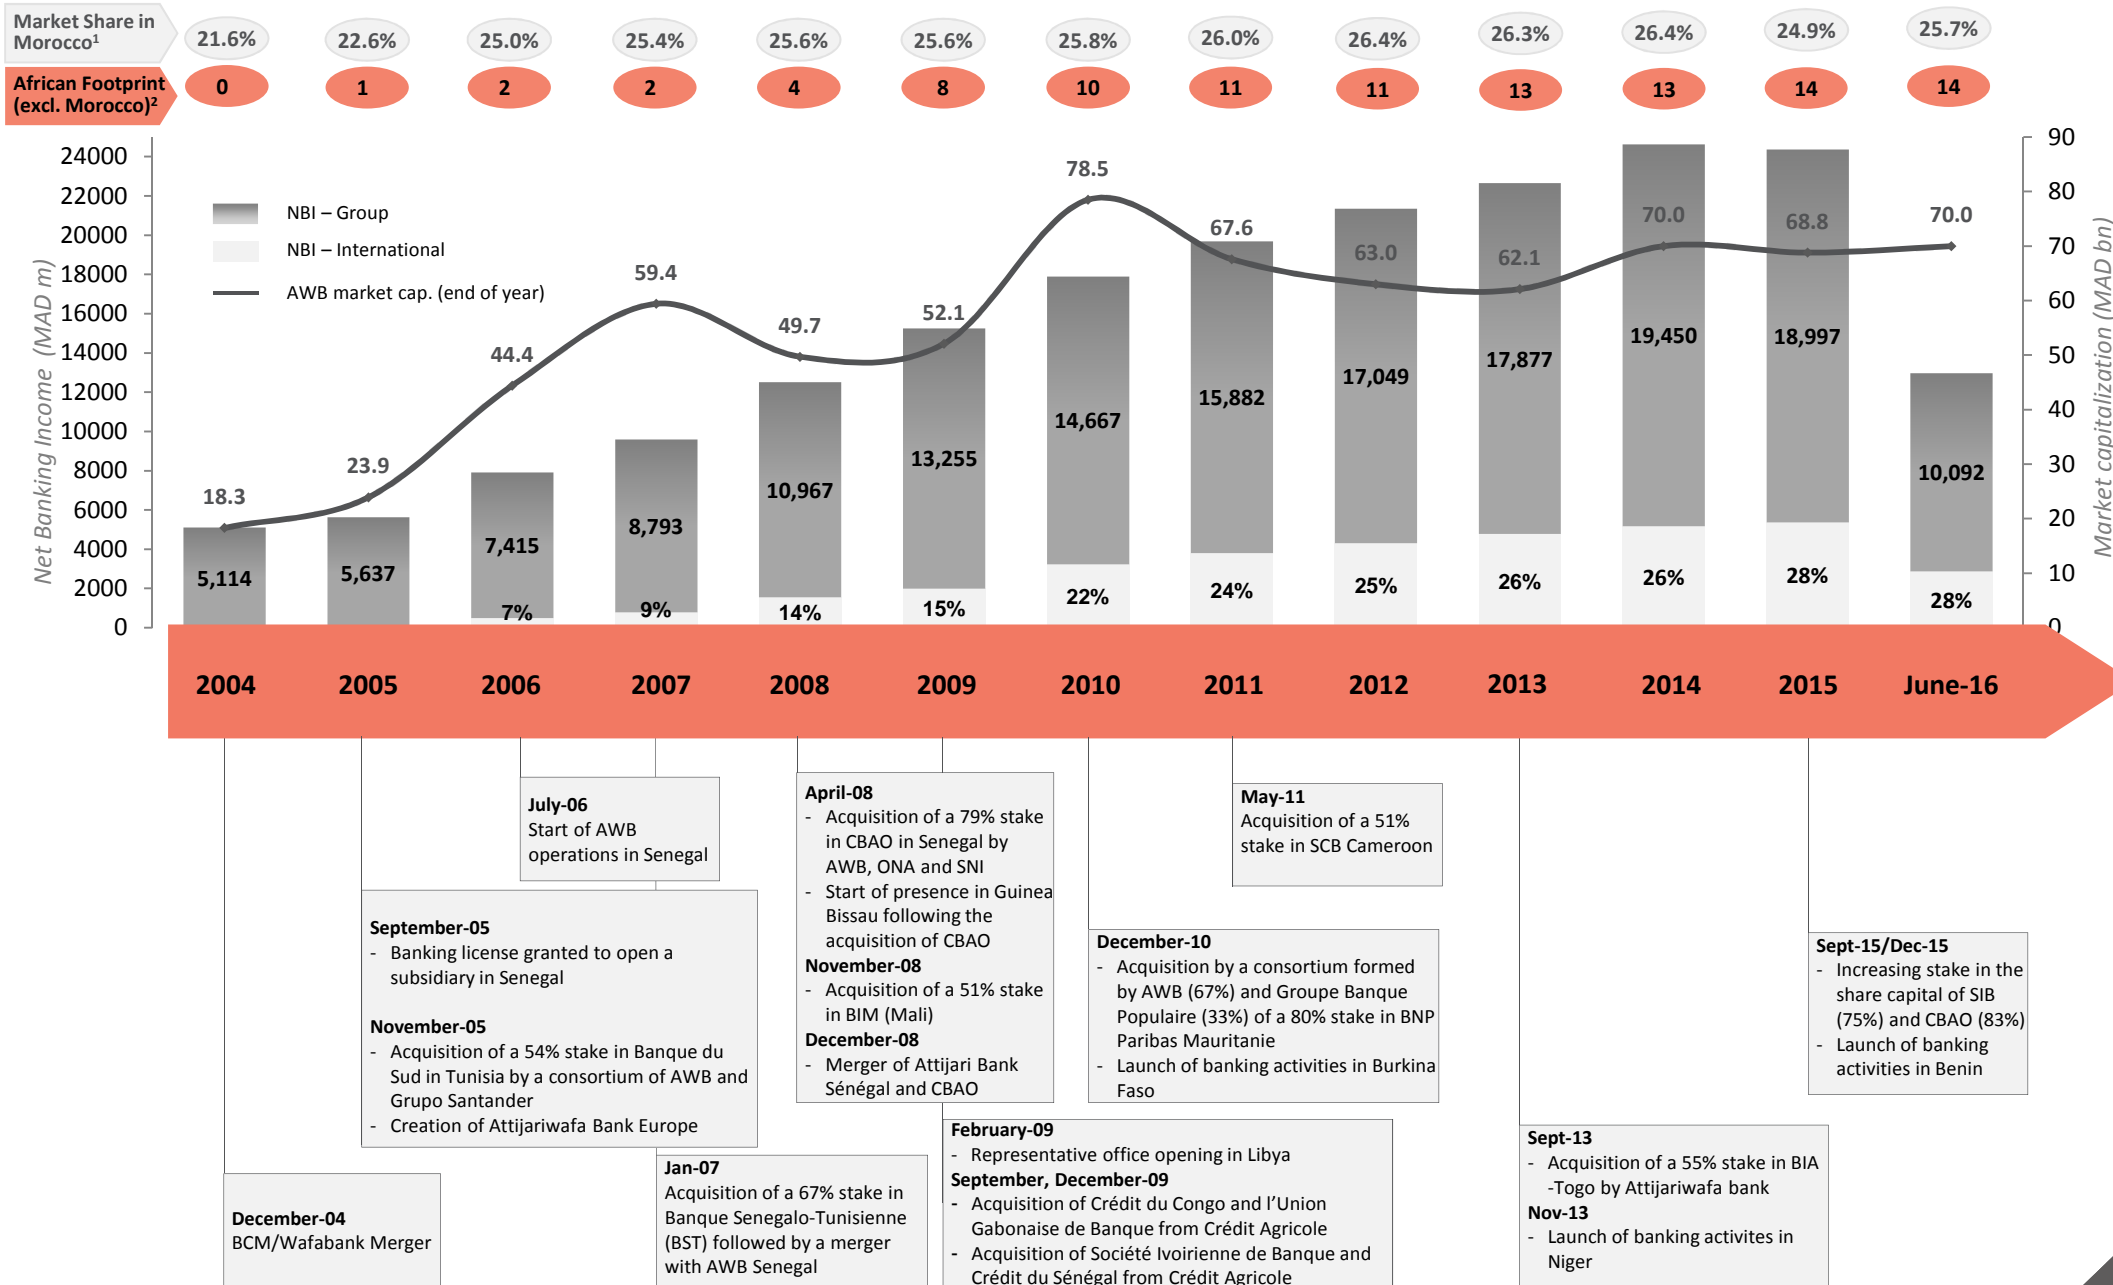 Market Share in
Morocco1
21.6% 22.6% 25.0% 25.4% 25.6% 25.6% 25.8% 26.0% 26.4% 26.3% 26.4% 24.9% 25.7%
African Footprint
(excl. Morocco)2
0 1 2 2 4 8 10 11 11 13 13 14 14
Net Banking Income (MAD m)
24000
22000
20000
18000
16000
14000
12000
10000
8000
6000
4000
2000
0
NBI – Group
NBI – International
AWB market cap. (end of year)
18.3 23.9 44.4 59.4 49.7 52.1 78.5 67.6 63.0 62.1 70.0 68.8 70.0
5,114 5,637 7,415 8,793 10,967 13,255 14,667 15,882 17,049 17,877 19,450 18,997 10,092
7% 9% 14% 15% 22% 24% 25% 26% 26% 28% 28%
90
80
70
60
50
40
30
20
10
0
Market capitalization (MAD bn)
2004 2005 2006 2007 2008 2009 2010 2011 2012 2013 2014 2015 June-16
December-04
BCM/Wafabank Merger
September-05
- Banking license granted to open a
subsidiary in Senegal
November-05
- Acquisition of a 54% stake in Banque du
Sud in Tunisia by a consortium of AWB and
Grupo Santander
- Creation of Attijariwafa Bank Europe
July-06
Start of AWB
operations in Senegal
Jan-07
Acquisition of a 67% stake in
Banque Senegalo-Tunisienne
(BST) followed by a merger
with AWB Senegal
April-08
- Acquisition of a 79% stake
in CBAO in Senegal by
AWB, ONA and SNI
- Start of presence in Guinea
Bissau following the
acquisition of CBAO
November-08
- Acquisition of a 51% stake
in BIM (Mali)
December-08
- Merger of Attijari Bank
Sénégal and CBAO
February-09
- Representative office opening in Libya
September, December-09
- Acquisition of Crédit du Congo and l’Union
Gabonaise de Banque from Crédit Agricole
- Acquisition of Société Ivoirienne de Banque and
Crédit du Sénégal from Crédit Agricole
December-10
- Acquisition by a consortium formed
by AWB (67%) and Groupe Banque
Populaire (33%) of a 80% stake in BNP
Paribas Mauritanie
- Launch of banking activities in Burkina
Faso
May-11
Acquisition of a 51%
stake in SCB Cameroon
Sept-13
- Acquisition of a 55% stake in BIA
-Togo by Attijariwafa bank
Nov-13
- Launch of banking activites in
Niger
Sept-15/Dec-15
- Increasing stake in the
share capital of SIB
(75%) and CBAO (83%)
- Launch of banking
activities in Benin